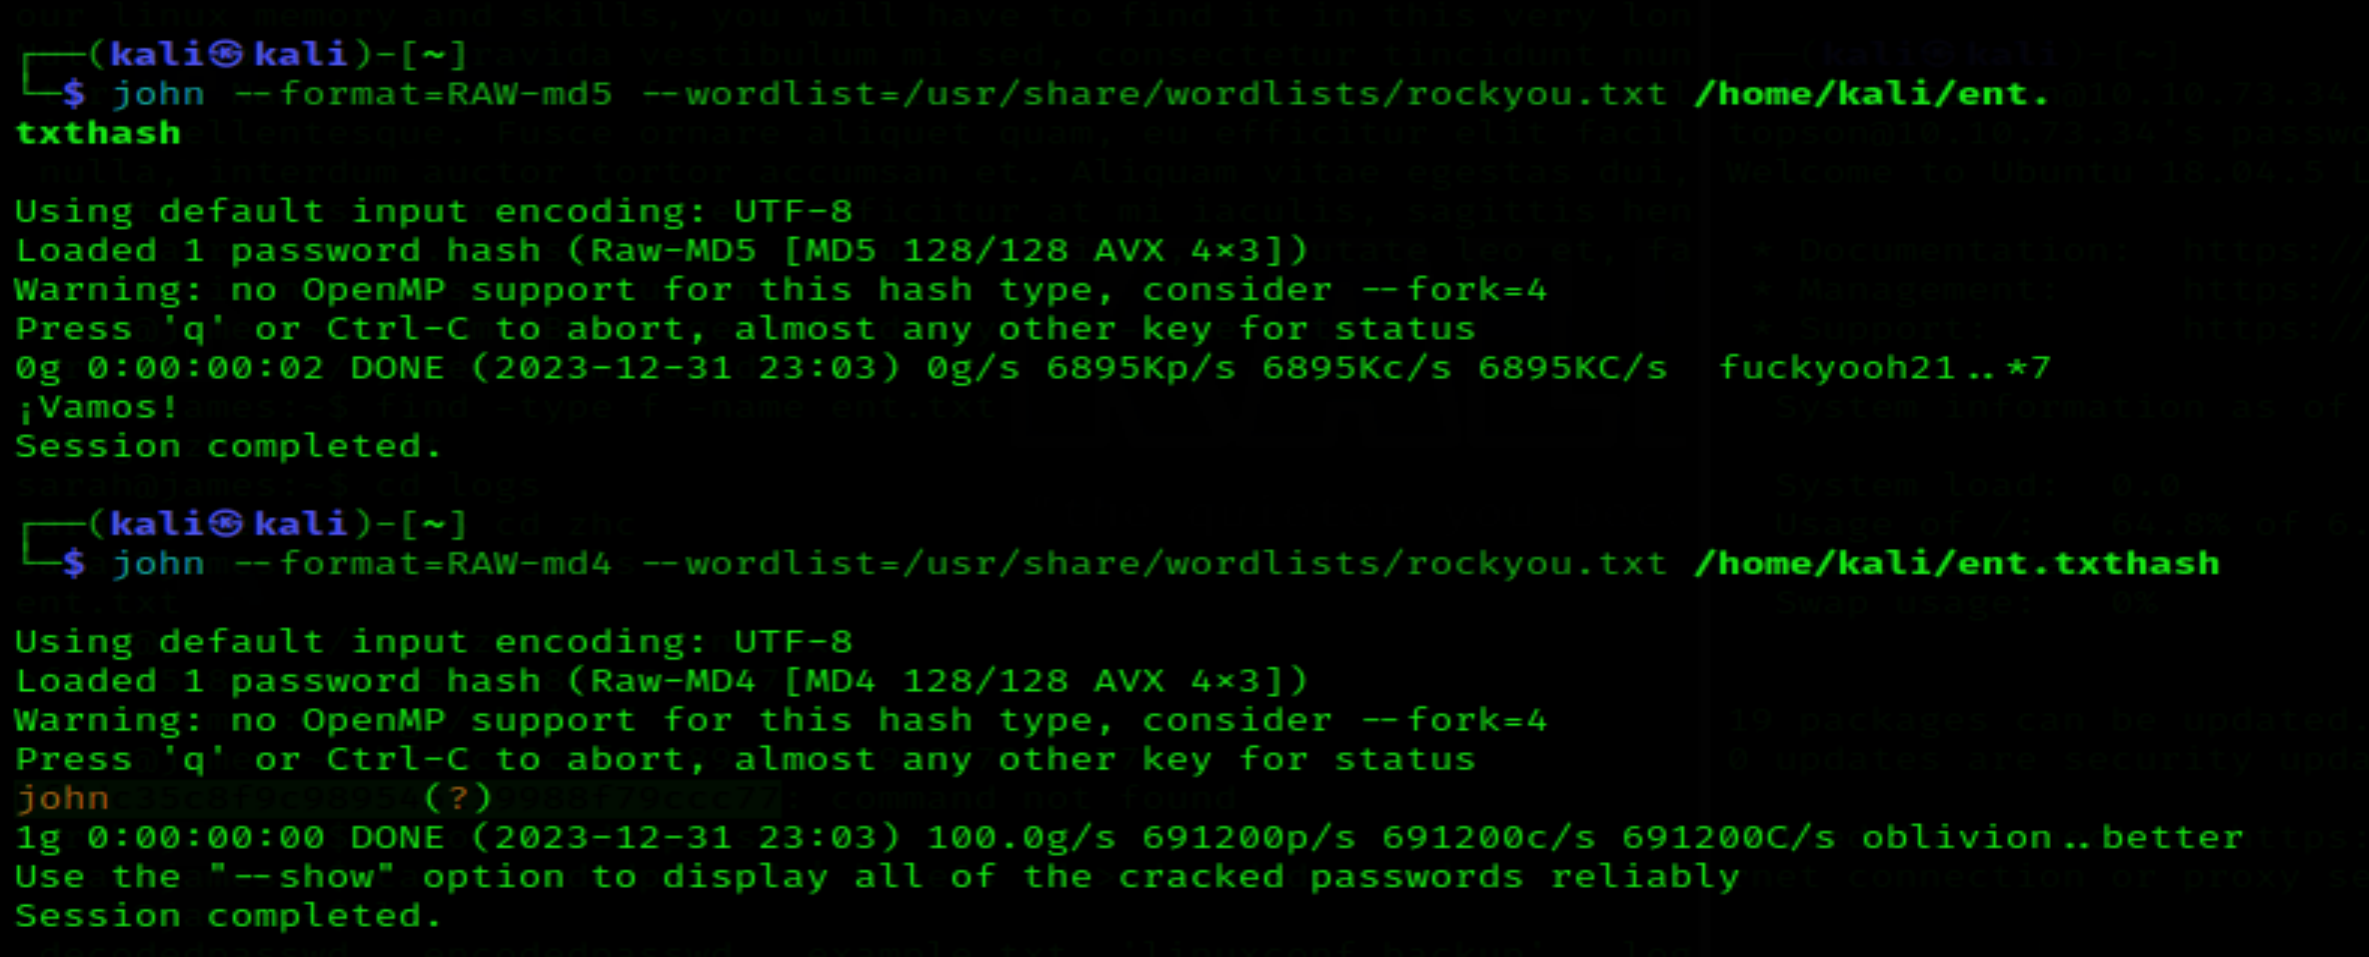 ┌──(kali㉿kali)-[~]
└─$ john --format=RAW-md5 --wordlist=/usr/share/wordlists/rockyou.txt /home/kali/ent.
txthash
Using default input encoding: UTF-8
Loaded 1 password hash (Raw-MD5 [MD5 128/128 AVX 4×3])
Warning: no OpenMP support for this hash type, consider --fork=4
Press 'q' or Ctrl-C to abort, almost any other key for status
0g 0:00:00:02 DONE (2023-12-31 23:03) 0g/s 6895Kp/s 6895Kc/s 6895KC/s  fuckyooh21..*7
¡Vamos!
Session completed.
┌──(kali㉿kali)-[~]
└─$ john --format=RAW-md4 --wordlist=/usr/share/wordlists/rockyou.txt /home/kali/ent.txthash
Using default input encoding: UTF-8
Loaded 1 password hash (Raw-MD4 [MD4 128/128 AVX 4×3])
Warning: no OpenMP support for this hash type, consider --fork=4
Press 'q' or Ctrl-C to abort, almost any other key for status
john             (?)
1g 0:00:00:00 DONE (2023-12-31 23:03) 100.0g/s 691200p/s 691200c/s 691200C/s oblivion..better
Use the "--show" option to display all of the cracked passwords reliably
Session completed.